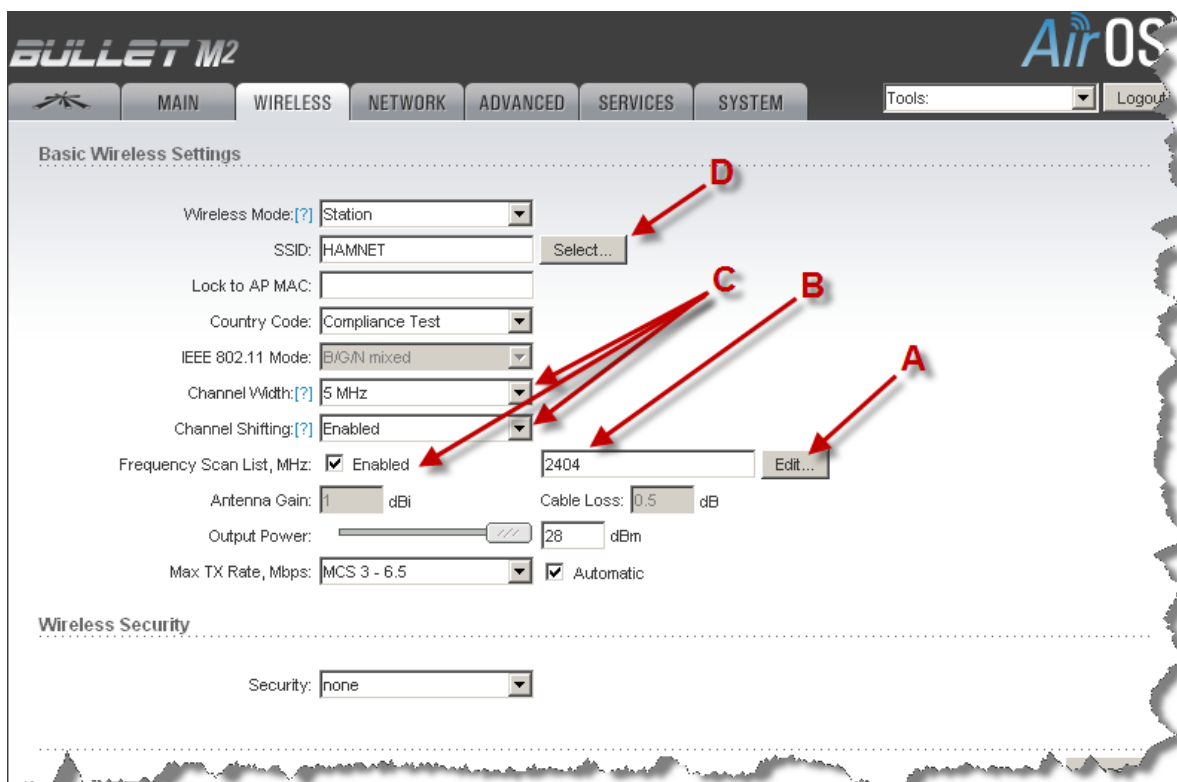 BULLET M2
AirOS
MAIN WIRELESS NETWORK ADVANCED SERVICES SYSTEM Tools: Logout
Basic Wireless Settings
D
Wireless Mode:[?] Station
SSID: HAMNET Select...
Lock to AP MAC:
C
B
Country Code: Compliance Test
IEEE 802.11 Mode: B/G/N mixed
A
Channel Width:[?] 5 MHz
Channel Shifting:[?] Enabled
Frequency Scan List, MHz: Enabled 2404 Edit...
Antenna Gain: 1 dBi Cable Loss: 0.5 dB
Output Power: 28 dBm
Max TX Rate, Mbps: MCS 3 - 6.5 Automatic
Wireless Security
Security: none